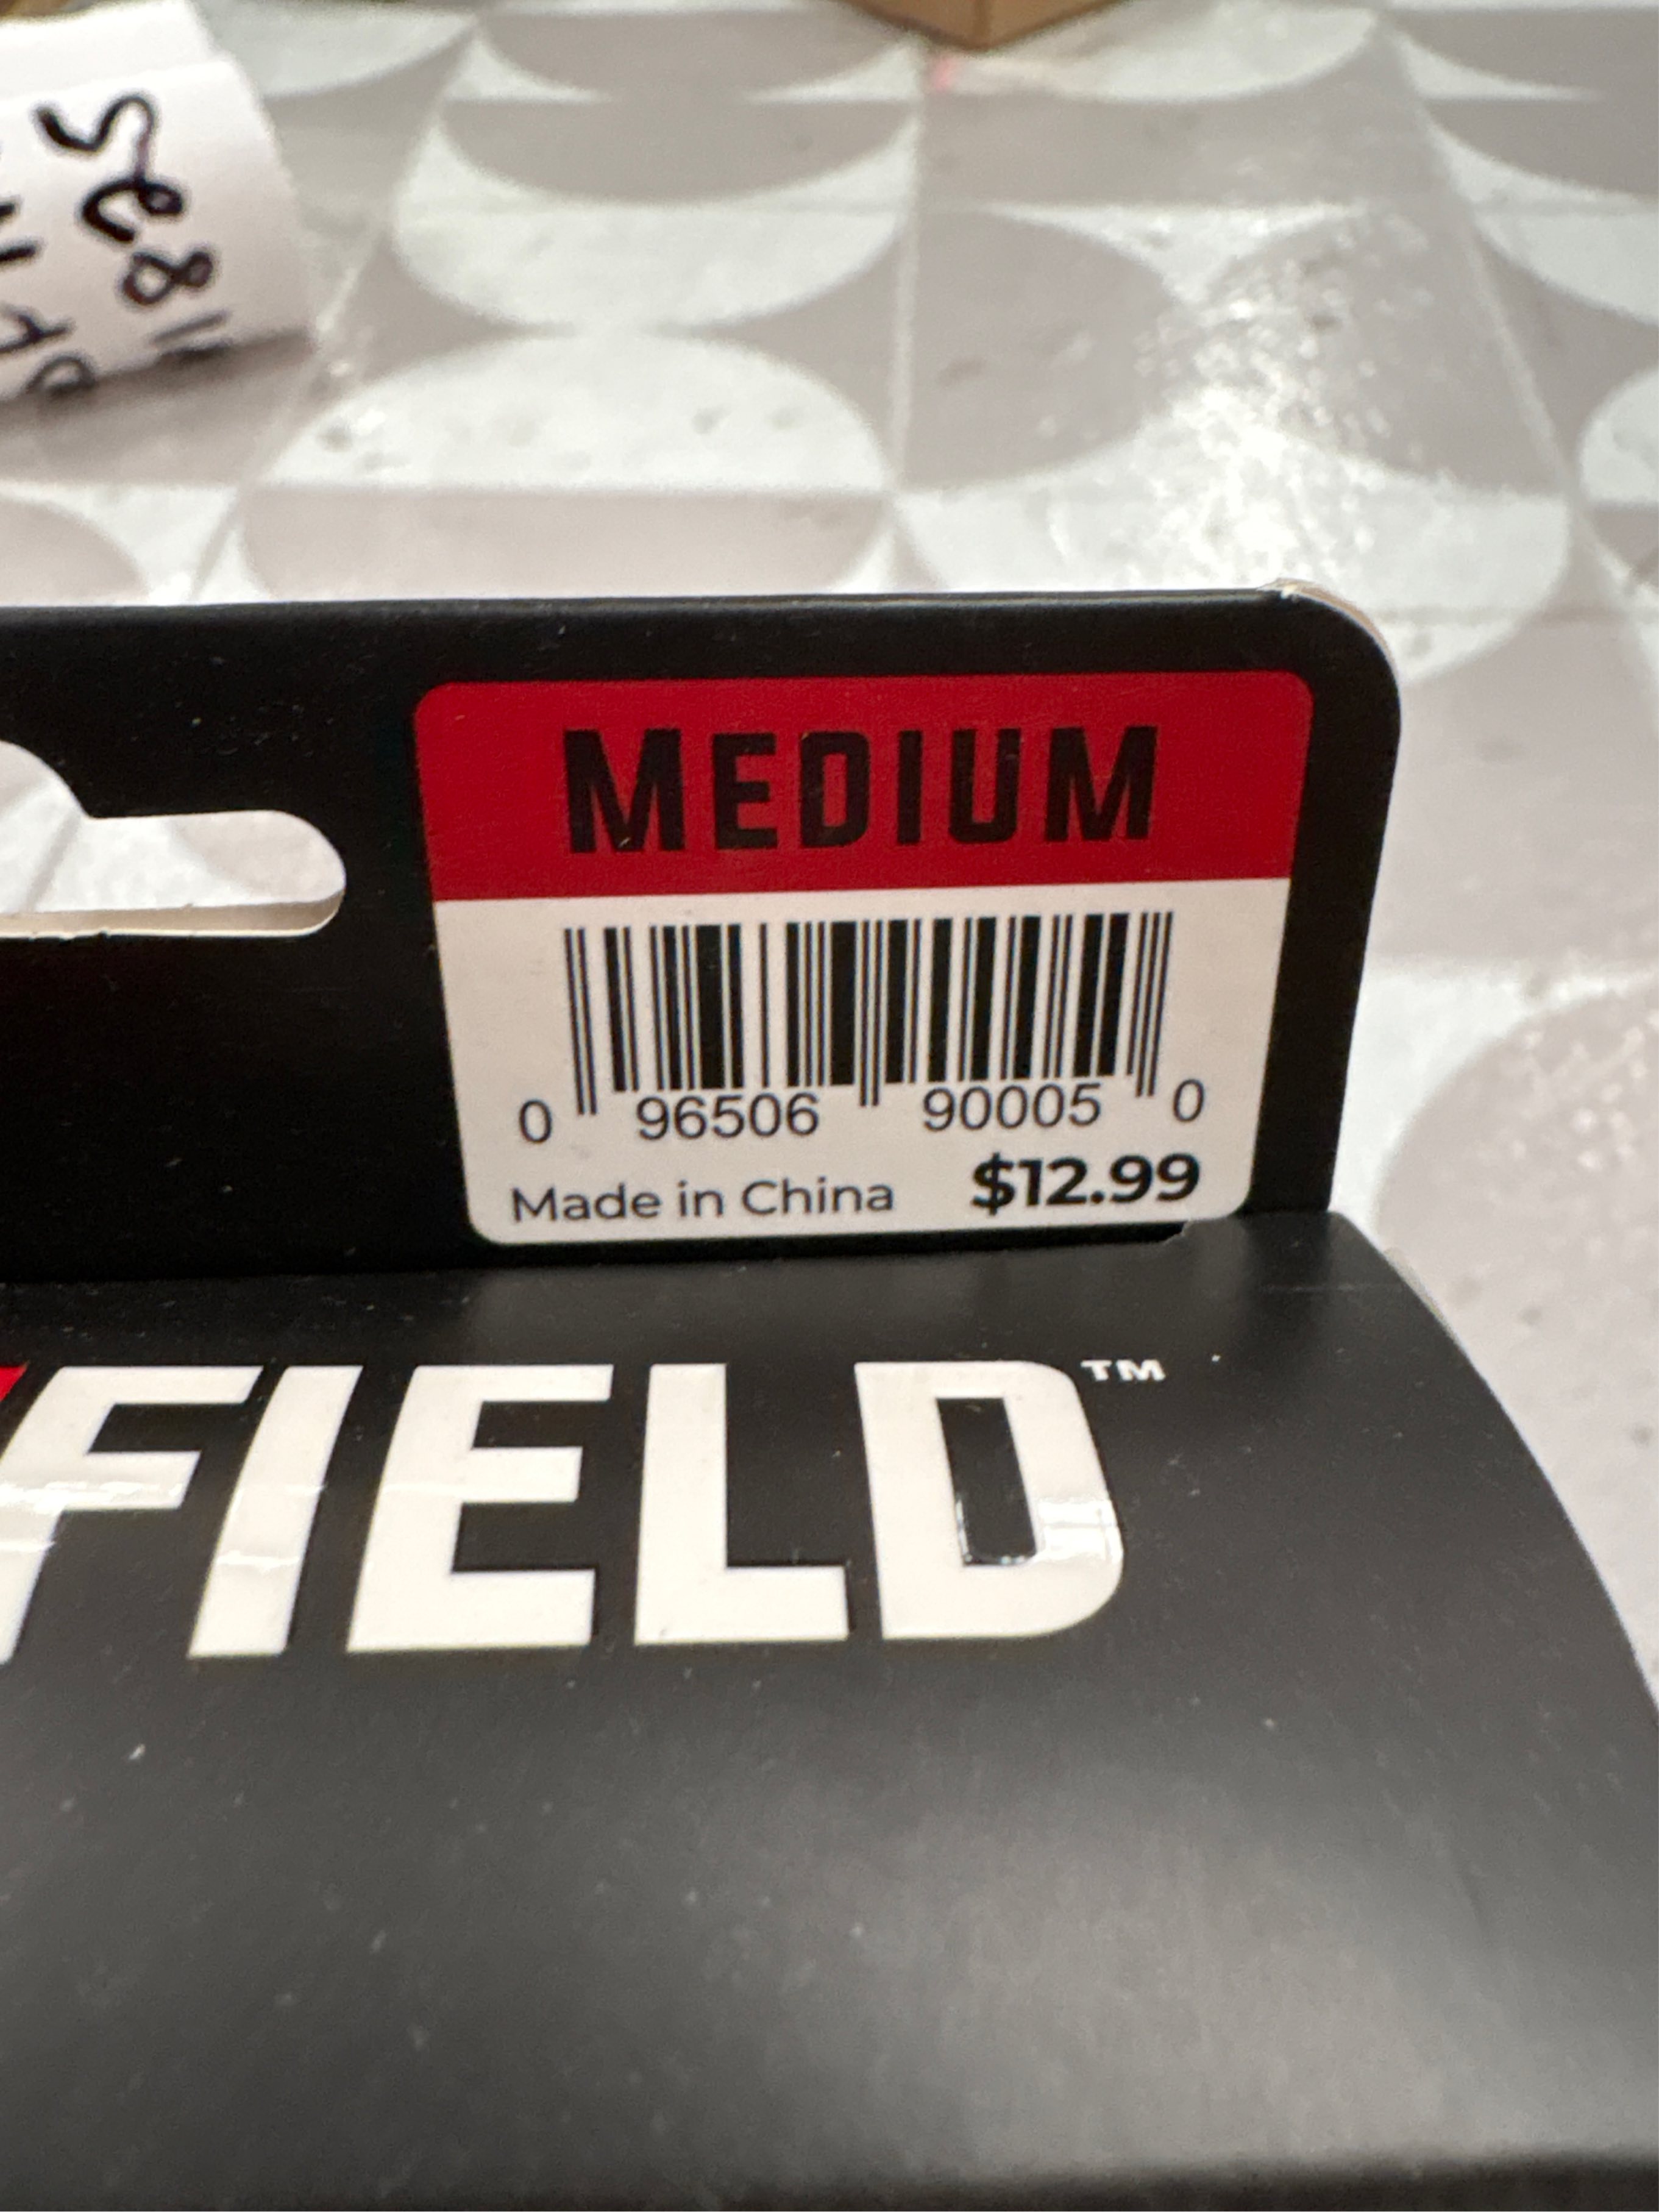 MEDIUM
0 96506 90005 0
Made in China $12.99
FIELD™